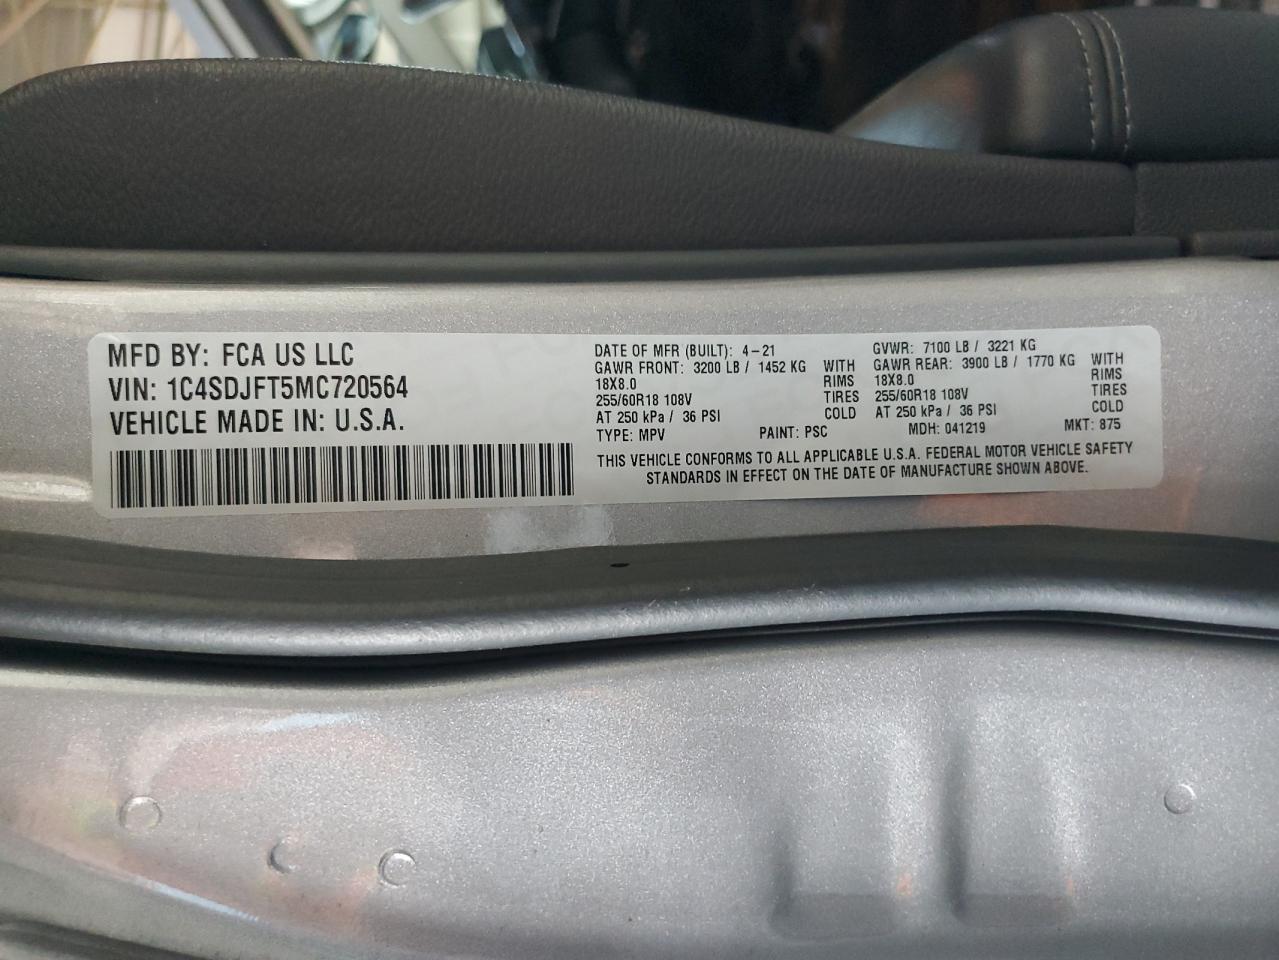 MFD BY: FCA US LLC
VIN: 1C4SDJFT5MC720564
VEHICLE MADE IN: U.S.A.
DATE OF MFR (BUILT): 4-21
GAWR FRONT: 3200 LB / 1452 KG WITH
18X8.0 RIMS
255/60R18 108V TIRES
AT 250 kPa / 36 PSI COLD
TYPE: MPV PAINT: PSC
GVWR: 7100 LB / 3221 KG
GAWR REAR: 3900 LB / 1770 KG WITH
18X8.0 RIMS
255/60R18 108V TIRES
AT 250 kPa / 36 PSI COLD
MDH: 041219 MKT: 875
THIS VEHICLE CONFORMS TO ALL APPLICABLE U.S.A. FEDERAL MOTOR VEHICLE SAFETY
STANDARDS IN EFFECT ON THE DATE OF MANUFACTURE SHOWN ABOVE.